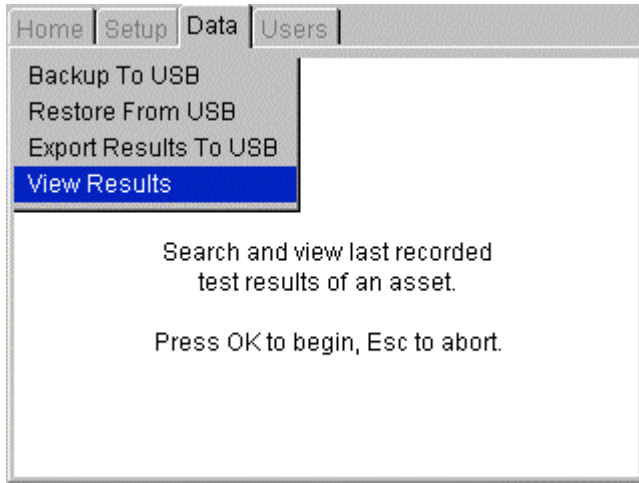 Home Setup Data Users
Backup To USB
Restore From USB
Export Results To USB
View Results
Search and view last recorded
test results of an asset.
Press OK to begin, Esc to abort.